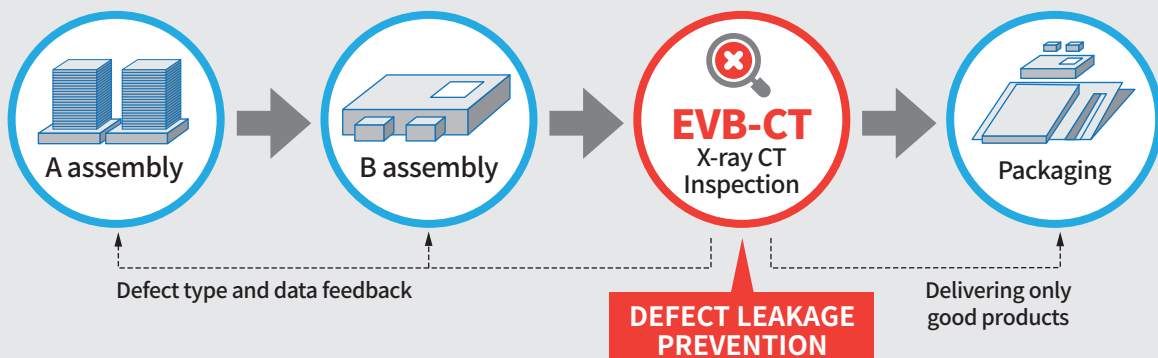 A assembly
B assembly
EVB-CT
X-ray CT
Inspection
Packaging
Defect type and data feedback
DEFECT LEAKAGE
PREVENTION
Delivering only
good products